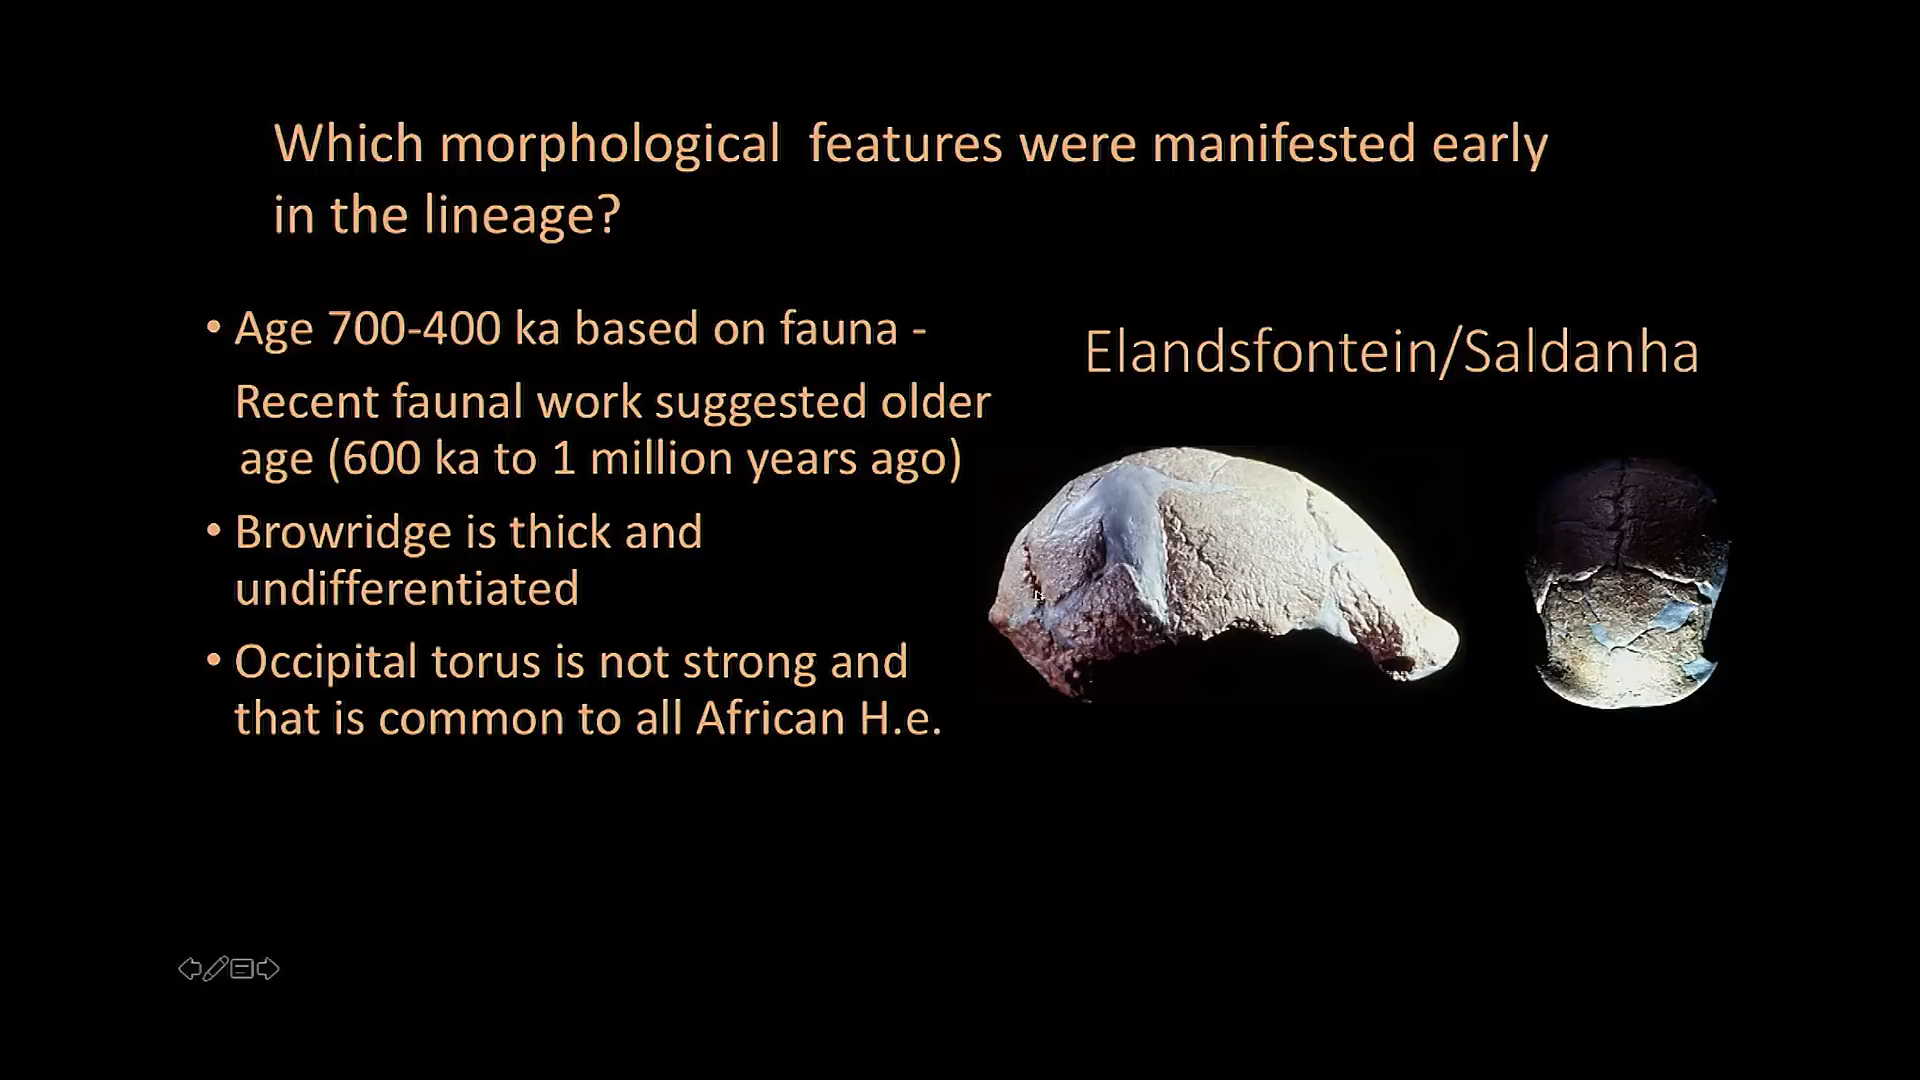 Which morphological features were manifested early
in the lineage?
• Age 700-400 ka based on fauna -
Recent faunal work suggested older
age (600 ka to 1 million years ago)
• Browridge is thick and
undifferentiated
• Occipital torus is not strong and
that is common to all African H.e.
Elandsfontein/Saldanha